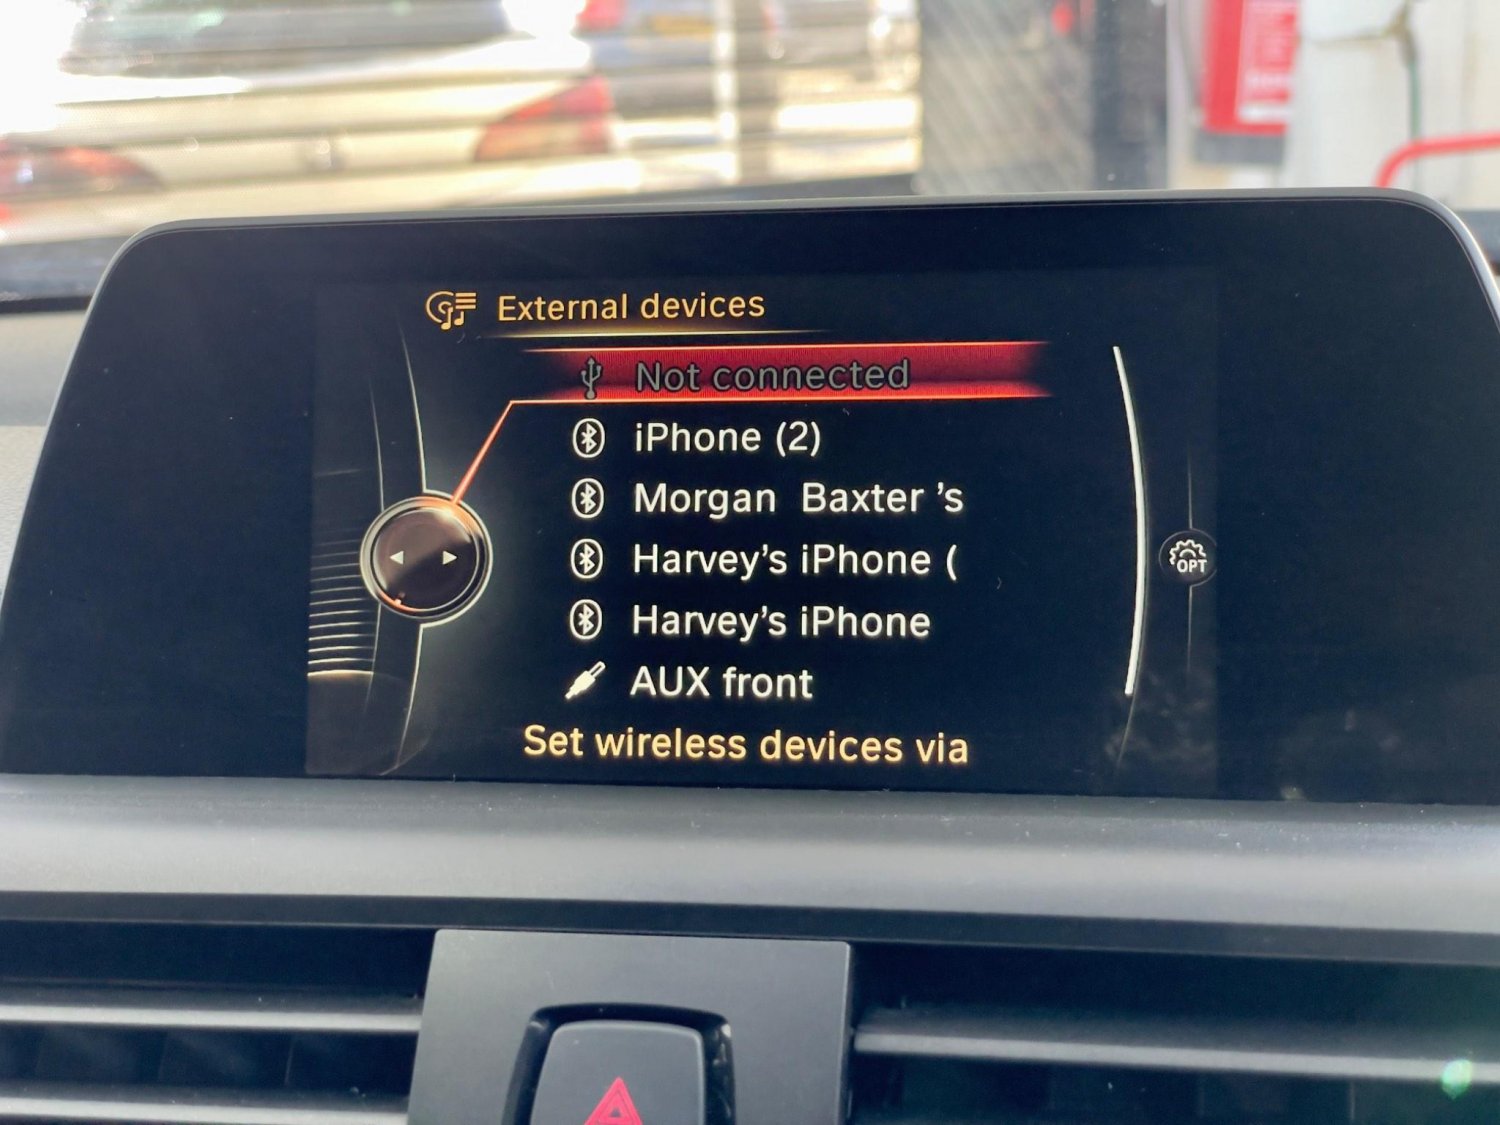 External devices
Not connected
iPhone (2)
Morgan Baxter 's
Harvey's iPhone (
Harvey's iPhone
AUX front
Set wireless devices via
OPT